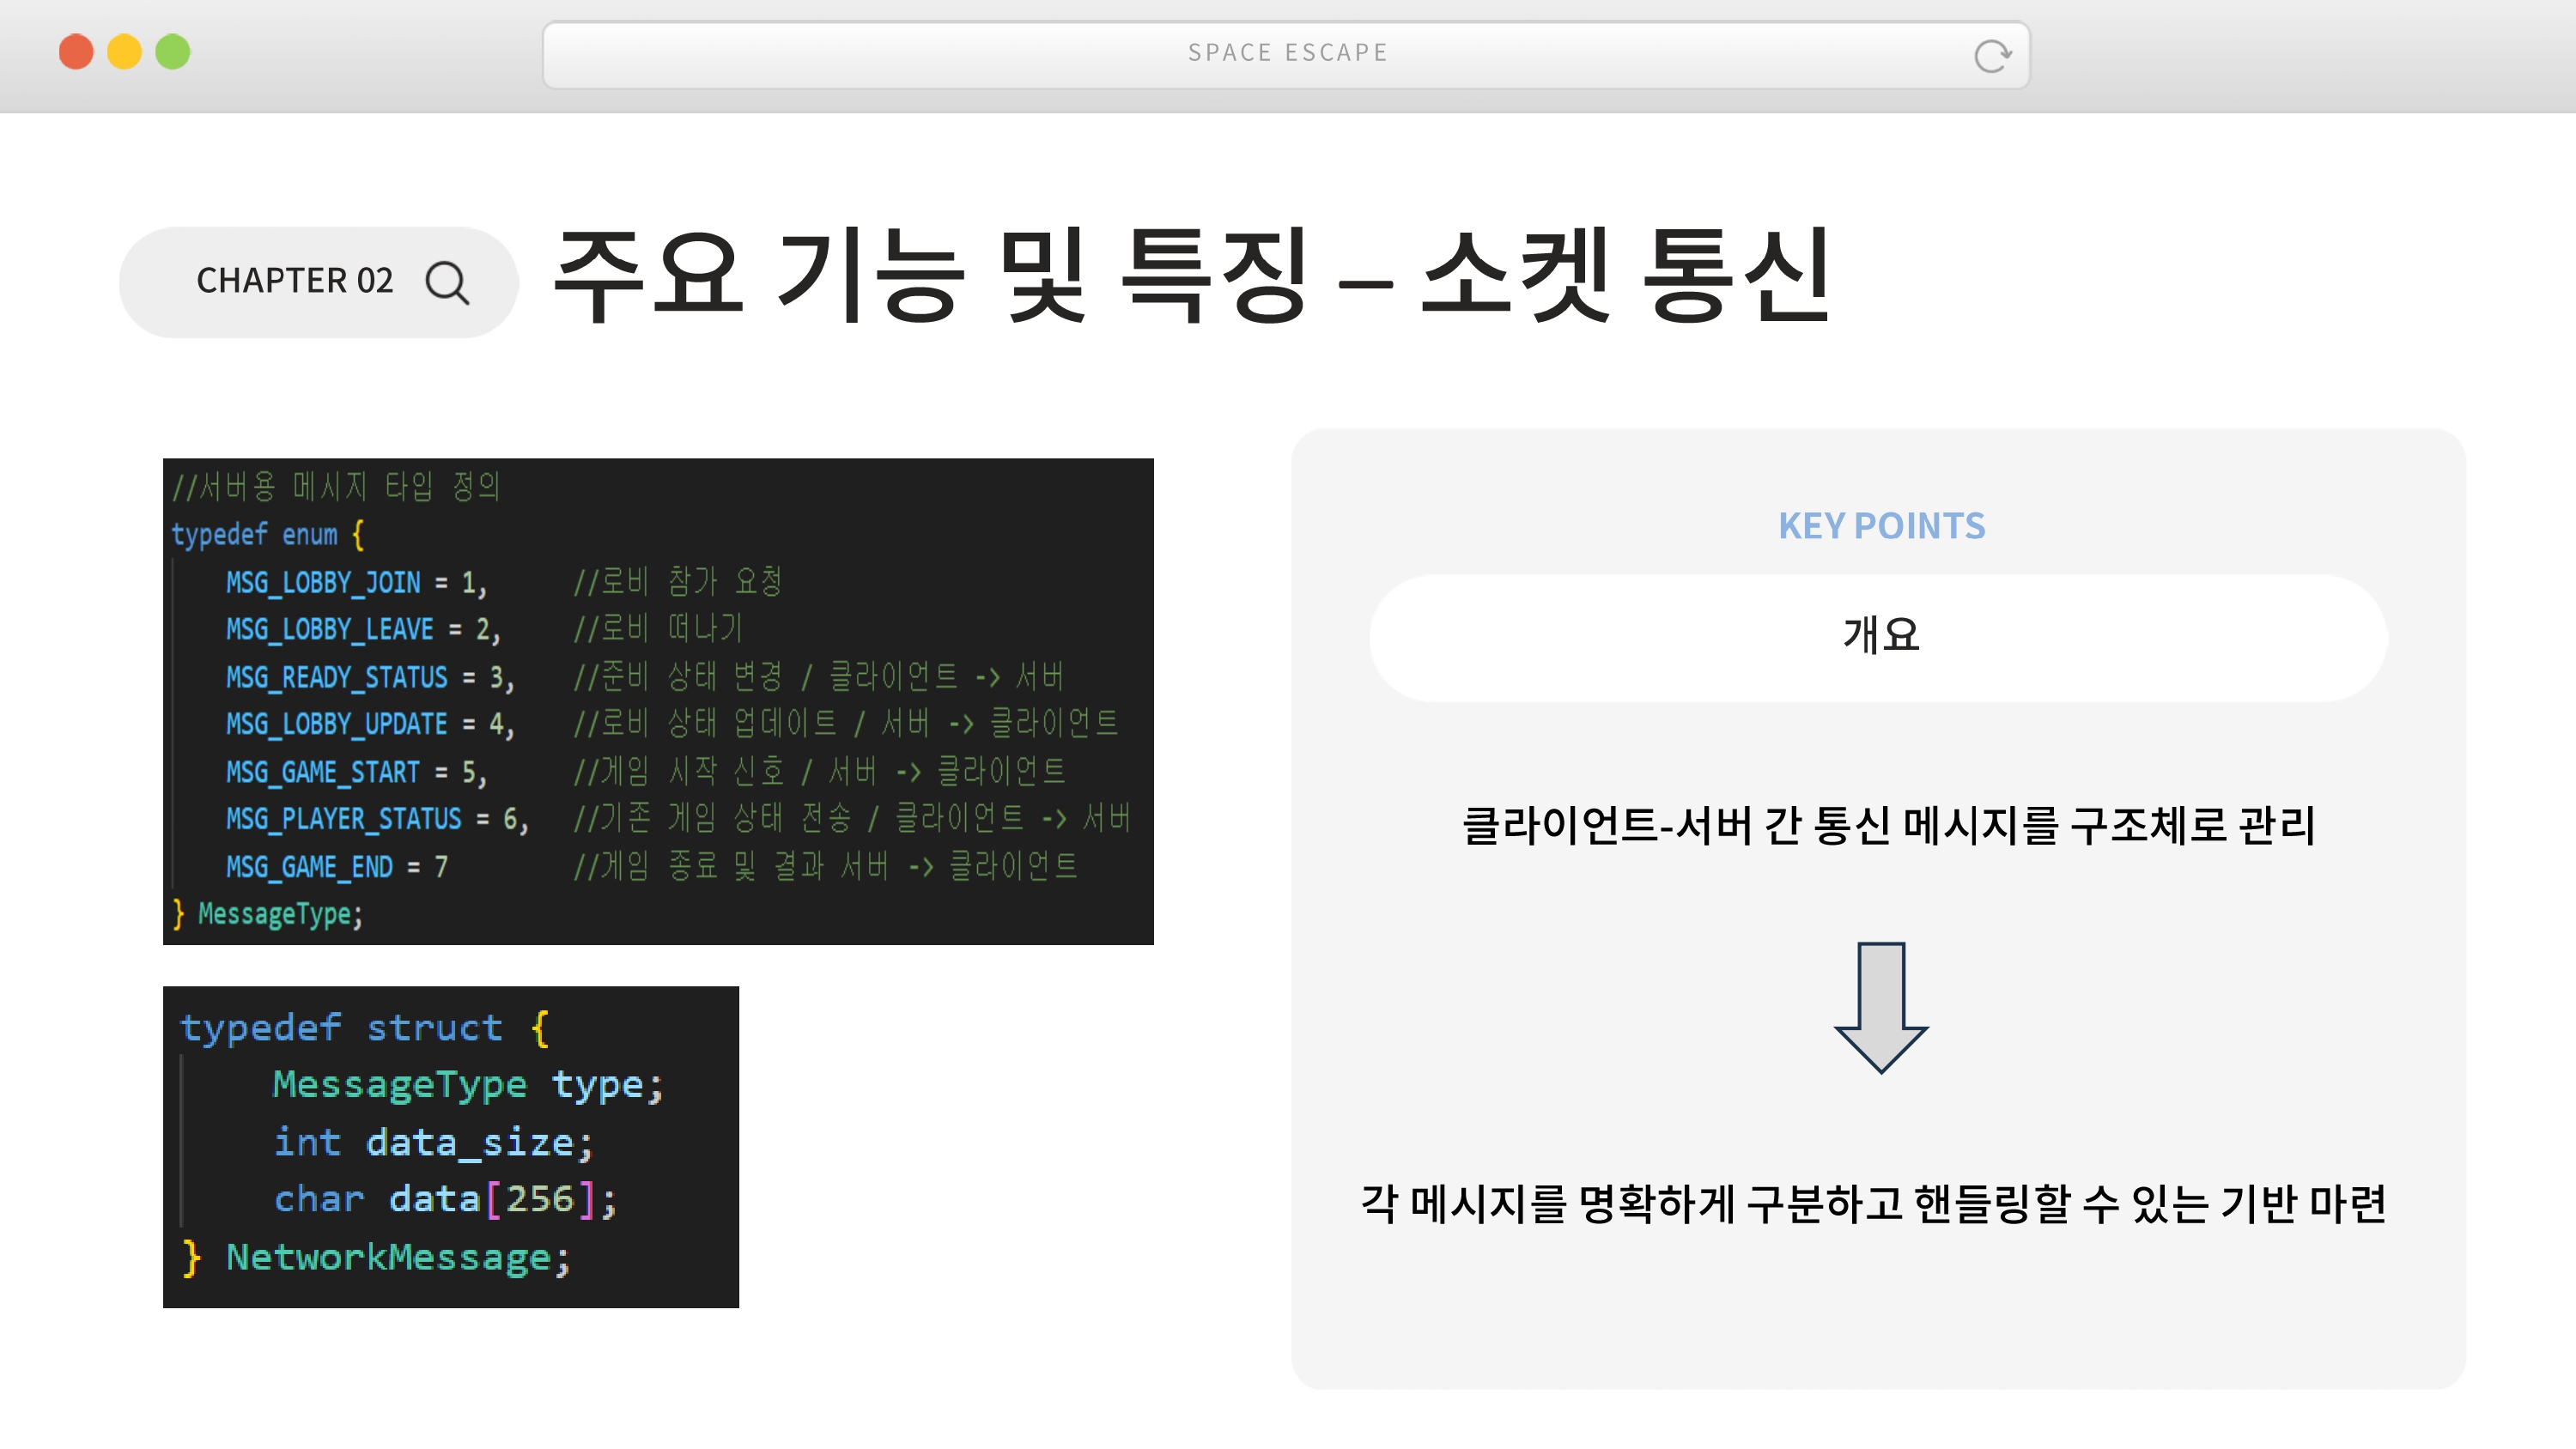 SPACE ESCAPE
CHAPTER 02
주요 기능 및 특징 – 소켓 통신
//서버용 메시지 타입 정의
typedef enum {
MSG_LOBBY_JOIN = 1, //로비 참가 요청
MSG_LOBBY_LEAVE = 2, //로비 떠나기
MSG_READY_STATUS = 3, //준비 상태 변경 / 클라이언트 -> 서버
MSG_LOBBY_UPDATE = 4, //로비 상태 업데이트 / 서버 -> 클라이언트
MSG_GAME_START = 5, //게임 시작 신호 / 서버 -> 클라이언트
MSG_PLAYER_STATUS = 6, //기존 게임 상태 전송 / 클라이언트 -> 서버
MSG_GAME_END = 7 //게임 종료 및 결과 서버 -> 클라이언트
} MessageType;
typedef struct {
MessageType type;
int data_size;
char data[256];
} NetworkMessage;
KEY POINTS
개요
클라이언트-서버 간 통신 메시지를 구조체로 관리
각 메시지를 명확하게 구분하고 핸들링할 수 있는 기반 마련